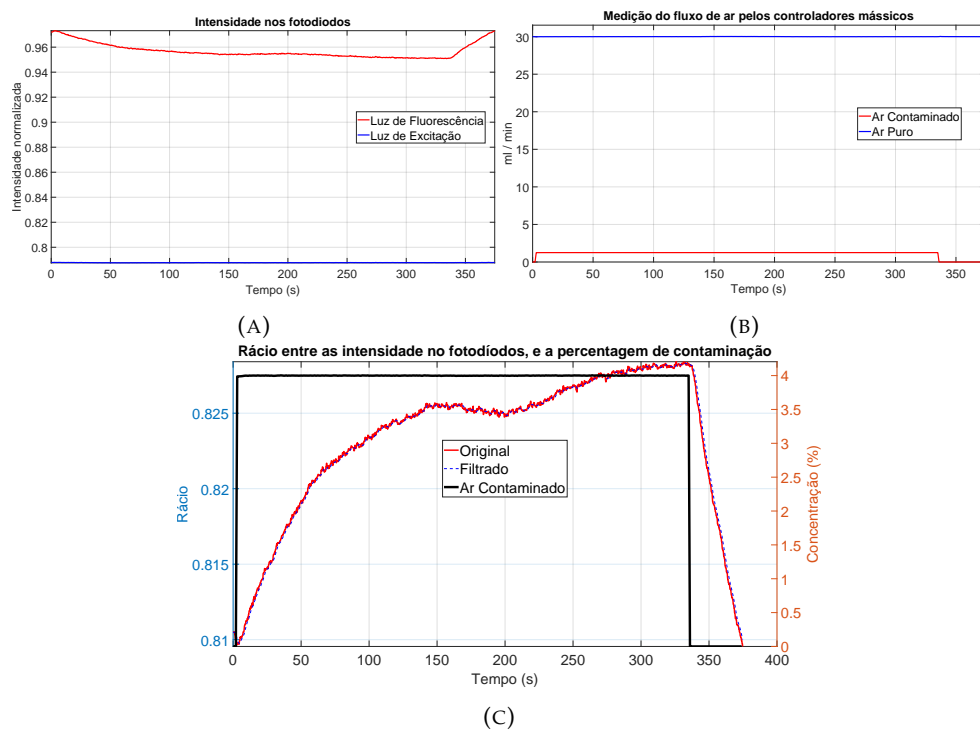 Intensidade nos fotodíodos
Intensidade normalizada
0.96
0.94
0.92
0.9
0.88
0.86
0.84
0.82
0.8
Luz de Fluorescência
Luz de Excitação
0 50 100 150 200 250 300 350
Tempo (s)
(A)
Medição do fluxo de ar pelos controladores mássicos
ml / min
30
25
20
15
10
5
0
Ar Contaminado
Ar Puro
0 50 100 150 200 250 300 350
Tempo (s)
(B)
Rácio entre as intensidade no fotodíodos, e a percentagem de contaminação
Rácio
0.825
0.82
0.815
0.81
Original
Filtrado
Ar Contaminado
4
3.5
3
2.5
2
1.5
1
0.5
0
Concentração (%)
0 50 100 150 200 250 300 350 400
Tempo (s)
(C)